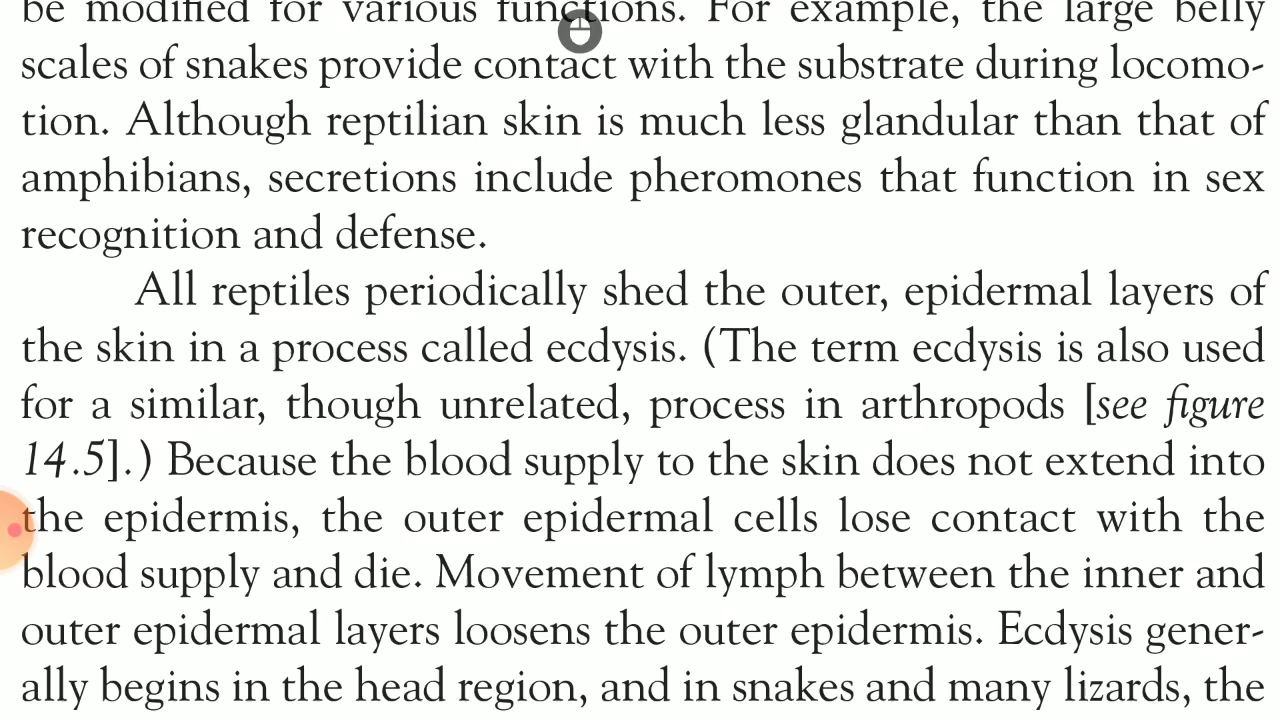 be modified for various functions. For example, the large belly
scales of snakes provide contact with the substrate during locomo-
tion. Although reptilian skin is much less glandular than that of
amphibians, secretions include pheromones that function in sex
recognition and defense.
All reptiles periodically shed the outer, epidermal layers of
the skin in a process called ecdysis. (The term ecdysis is also used
for a similar, though unrelated, process in arthropods [see figure
14.5].) Because the blood supply to the skin does not extend into
the epidermis, the outer epidermal cells lose contact with the
blood supply and die. Movement of lymph between the inner and
outer epidermal layers loosens the outer epidermis. Ecdysis gener-
ally begins in the head region, and in snakes and many lizards, the